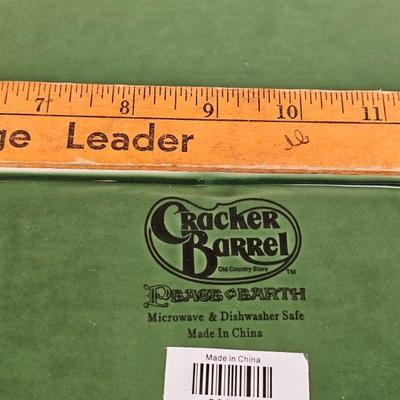 7 8 9 10 11
ge Leader
Cracker
Barrel
Old Country Store
TM
PEACE ON EARTH
Microwave & Dishwasher Safe
Made In China
Made in China